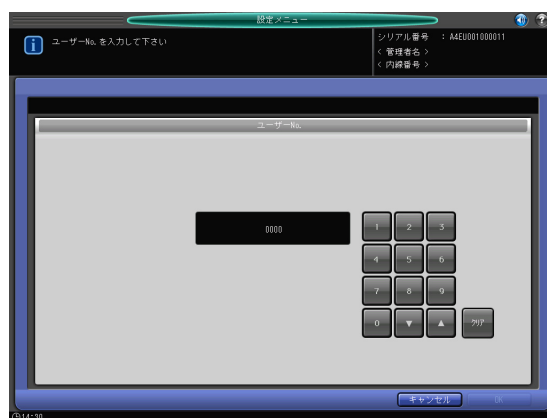 設定メニュー
ユーザーNo.を入力して下さい
シリアル番号 : A4EU001000011
< 管理者名 >
< 内線番号 >
ユーザーNo.
0000
1 2 3
4 5 6
7 8 9
0 ▼ ▲ クリア
キャンセル OK
14:30